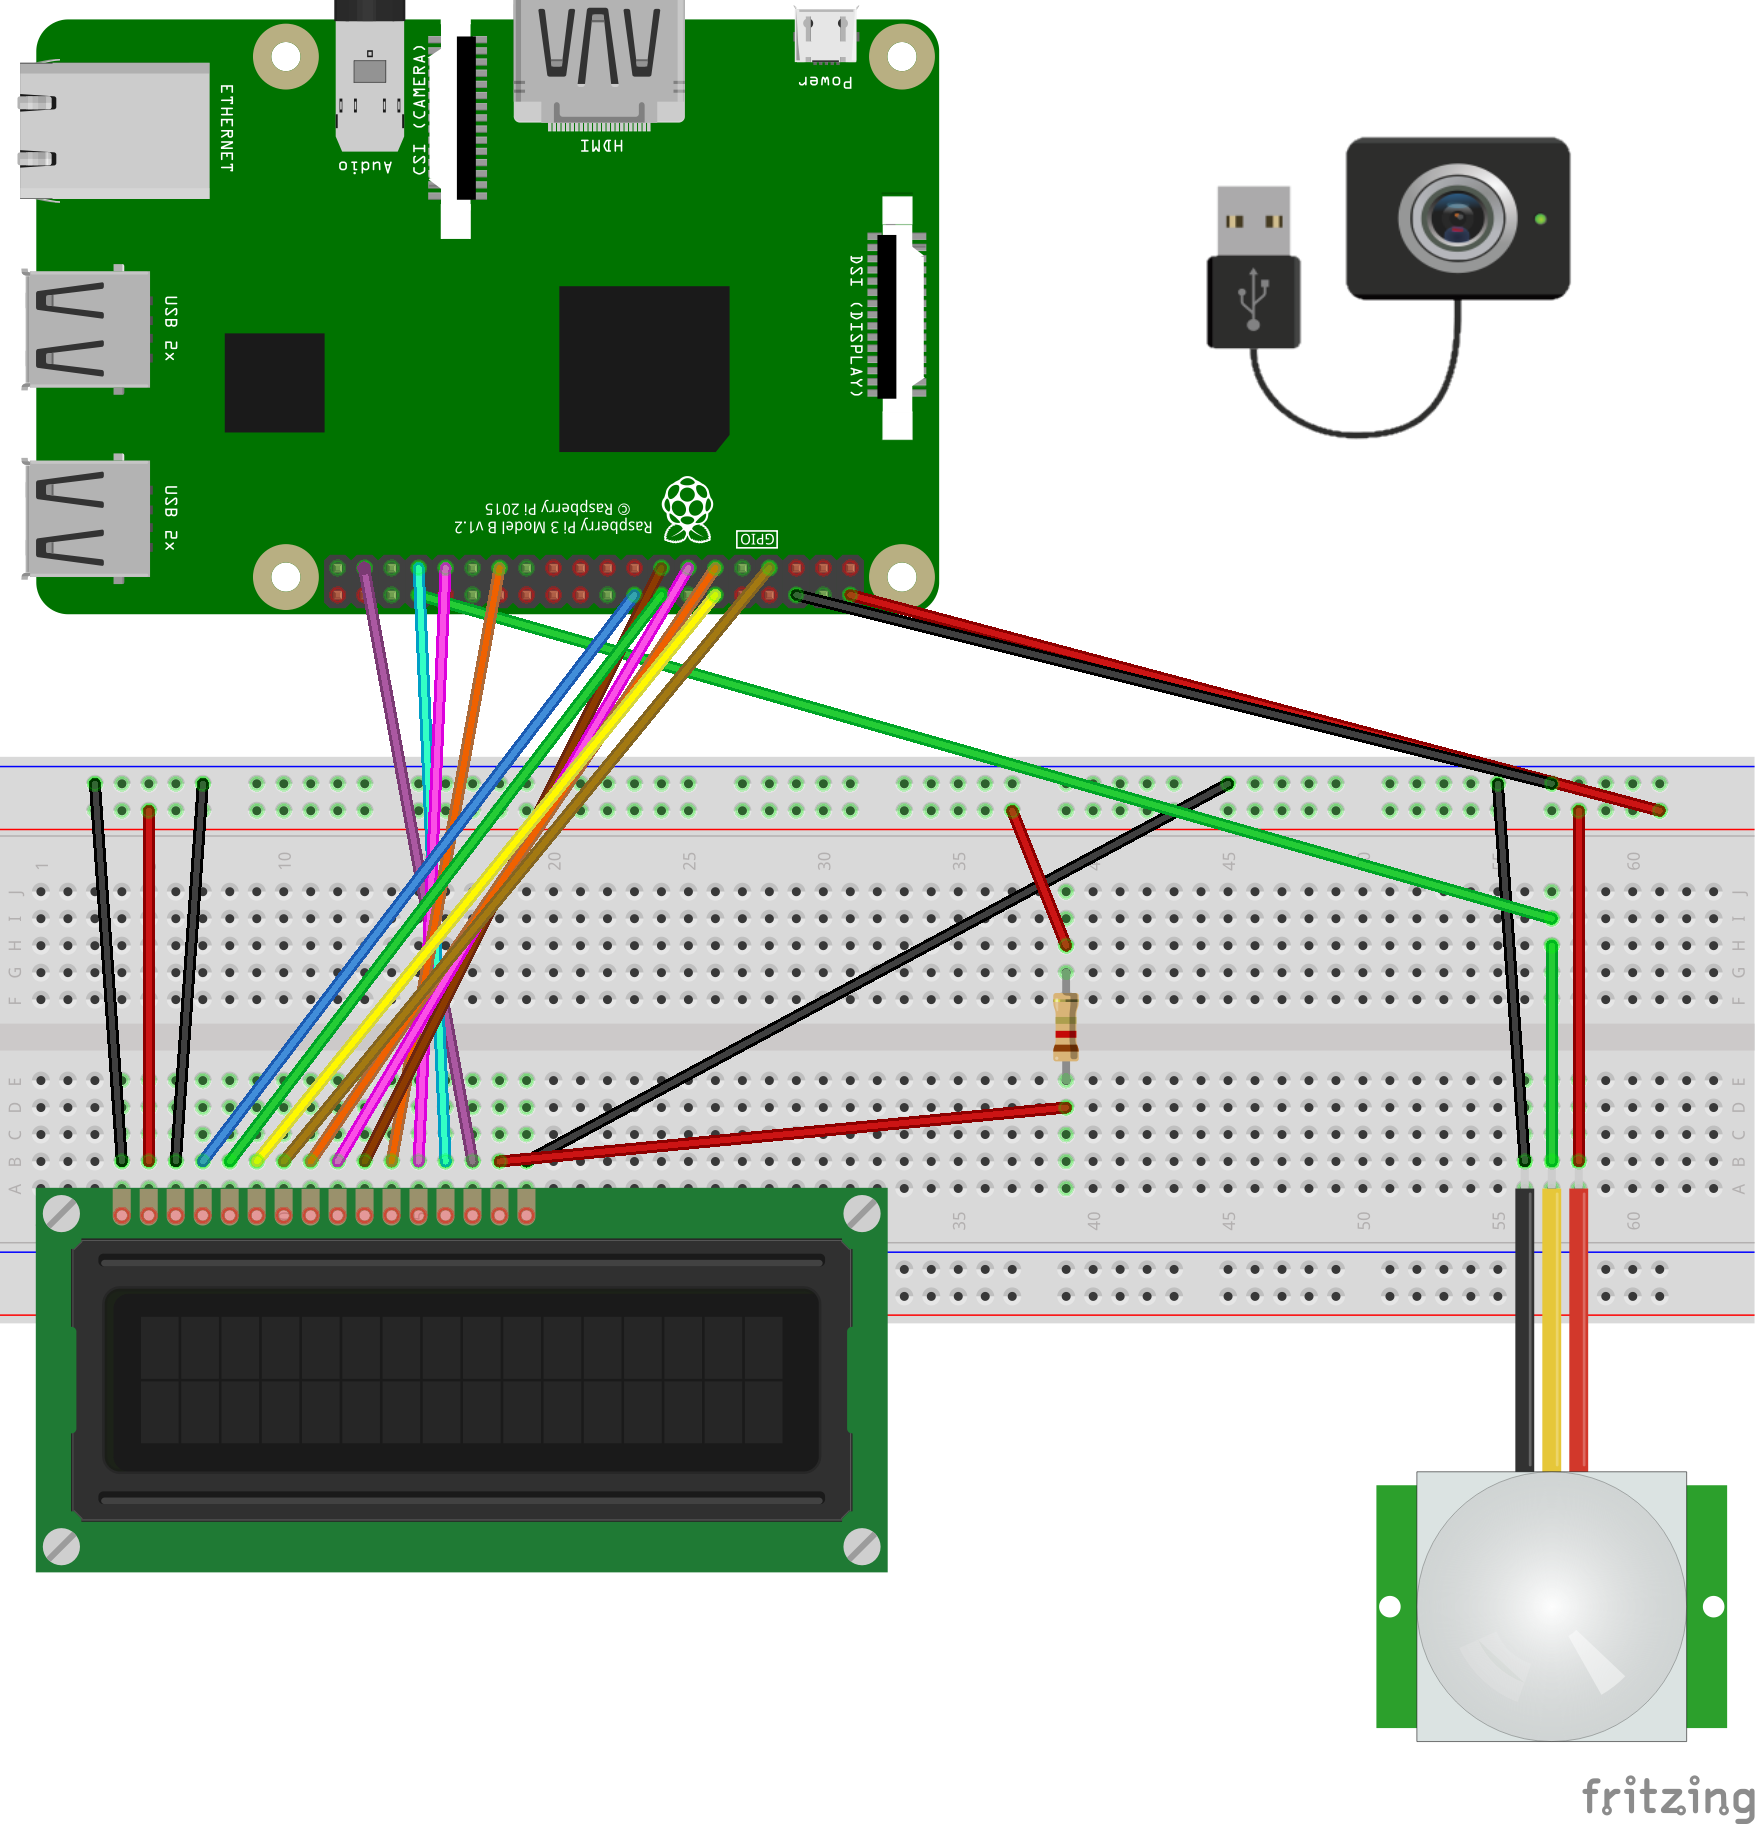 Power
ETHERNET
CSI (CAMERA)
HDMI
Audio
DSI (DISPLAY)
USB 2x
USB 2x
© Raspberry Pi 2015
Raspberry Pi 3 Model B v1.2
GPIO
1 10 20 25 30 35 45 55 60
J J
I I
H H
G G
F F
E E
D D
C C
B B
A A
35 40 45 50 55 60
fritzing